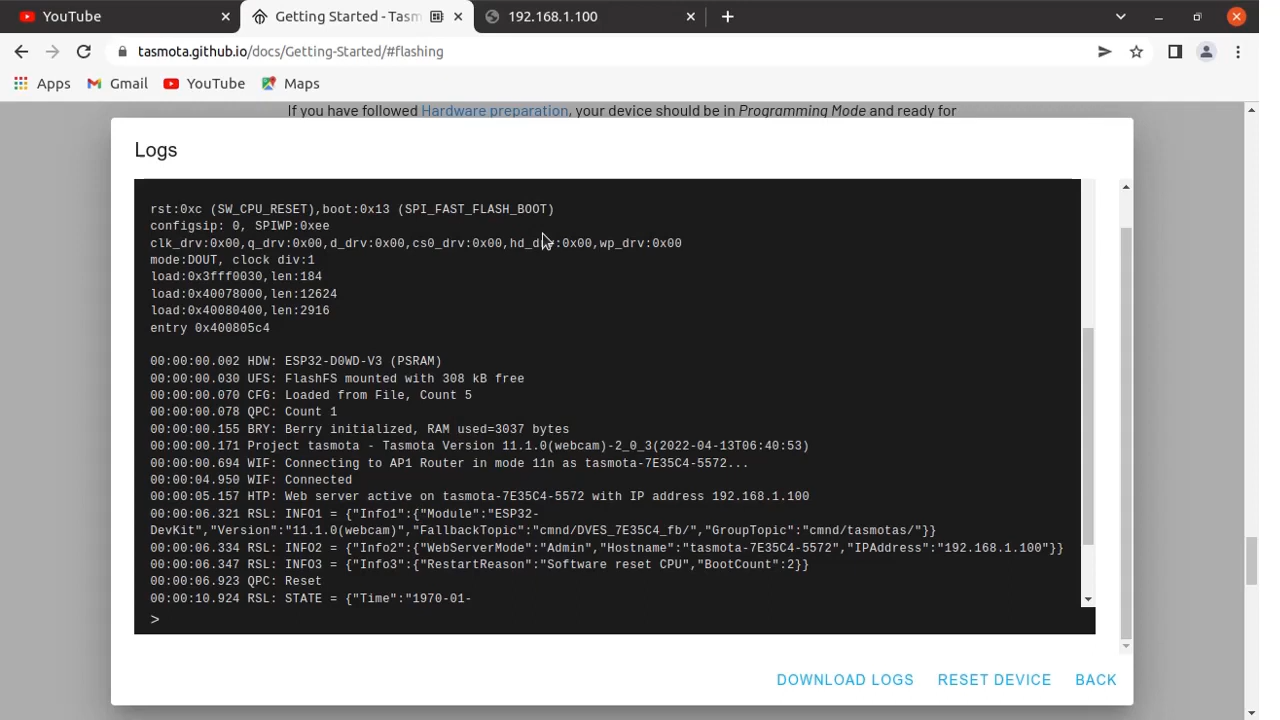 YouTube
Getting Started - Tasm
192.168.1.100
tasmota.github.io/docs/Getting-Started/#flashing
Apps
Gmail
YouTube
Maps
If you have followed Hardware preparation, your device should be in Programming Mode and ready for
Logs
rst:0xc (SW_CPU_RESET),boot:0x13 (SPI_FAST_FLASH_BOOT)
configsip: 0, SPIWP:0xee
clk_drv:0x00,q_drv:0x00,d_drv:0x00,cs0_drv:0x00,hd_drv:0x00,wp_drv:0x00
mode:DOUT, clock div:1
load:0x3fff0030,len:184
load:0x40078000,len:12624
load:0x40080400,len:2916
entry 0x400805c4
00:00:00.002 HDW: ESP32-D0WD-V3 (PSRAM)
00:00:00.030 UFS: FlashFS mounted with 308 kB free
00:00:00.070 CFG: Loaded from File, Count 5
00:00:00.078 QPC: Count 1
00:00:00.155 BRY: Berry initialized, RAM used=3037 bytes
00:00:00.171 Project tasmota - Tasmota Version 11.1.0(webcam)-2_0_3(2022-04-13T06:40:53)
00:00:00.694 WIF: Connecting to AP1 Router in mode 11n as tasmota-7E35C4-5572...
00:00:04.950 WIF: Connected
00:00:05.157 HTP: Web server active on tasmota-7E35C4-5572 with IP address 192.168.1.100
00:00:06.321 RSL: INFO1 = {"Info1":{"Module":"ESP32-
DevKit","Version":"11.1.0(webcam)","FallbackTopic":"cmnd/DVES_7E35C4_fb/","GroupTopic":"cmnd/tasmotas/"}}
00:00:06.334 RSL: INFO2 = {"Info2":{"WebServerMode":"Admin","Hostname":"tasmota-7E35C4-5572","IPAddress":"192.168.1.100"}}
00:00:06.347 RSL: INFO3 = {"Info3":{"RestartReason":"Software reset CPU","BootCount":2}}
00:00:06.923 QPC: Reset
00:00:10.924 RSL: STATE = {"Time":"1970-01-
>
DOWNLOAD LOGS
RESET DEVICE
BACK